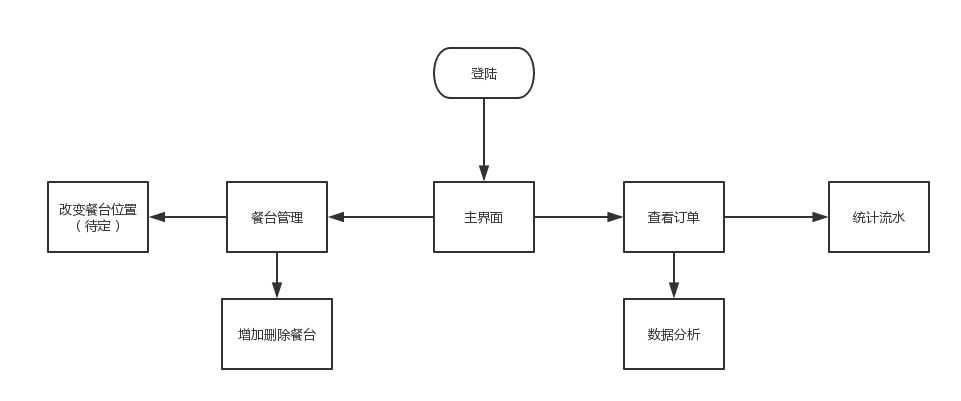 登陆
改变餐台位置
（待定）
餐台管理
主界面
查看订单
统计流水
增加删除餐台
数据分析